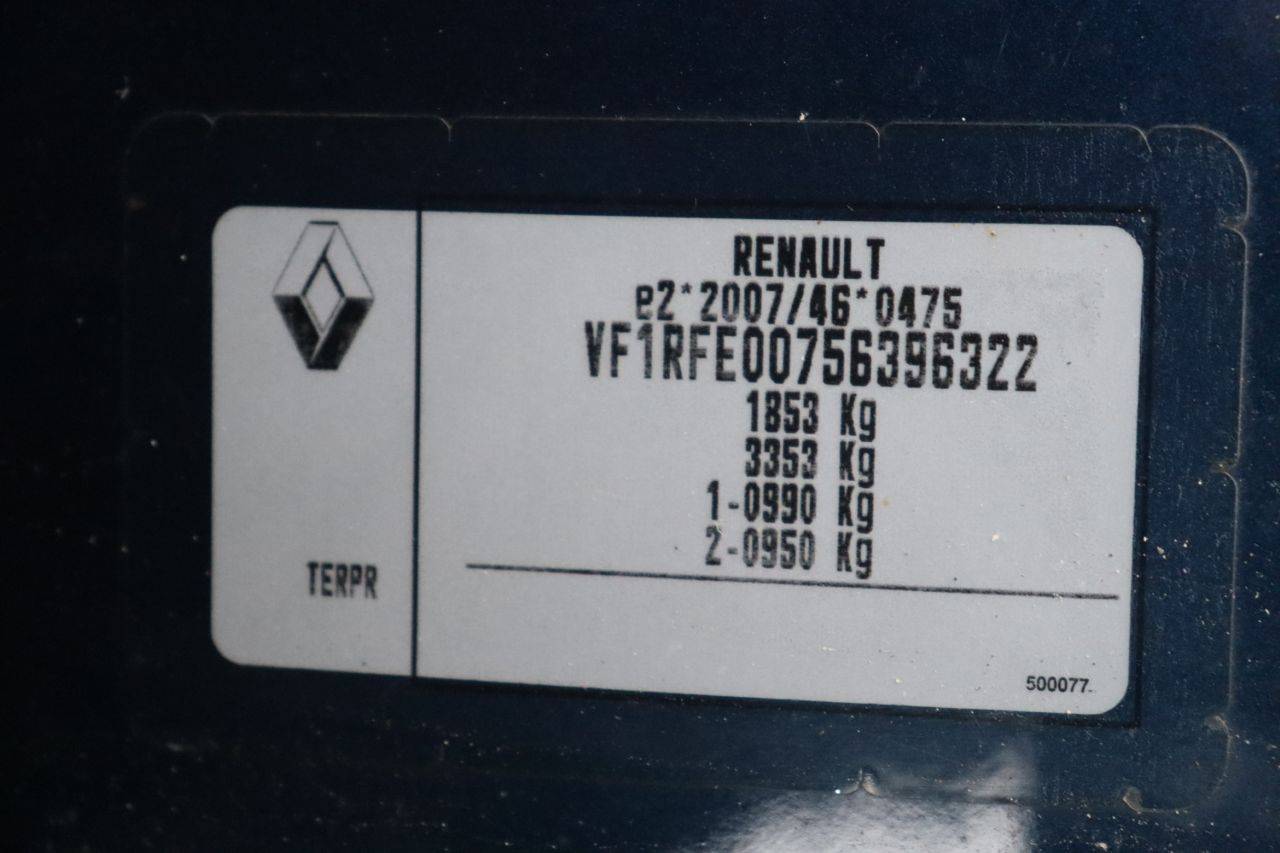 RENAULT
e2*2007/46*0475
VF1RFE00756396322
1853 Kg
3353 Kg
1-0990 Kg
2-0950 Kg
TERPR
500077